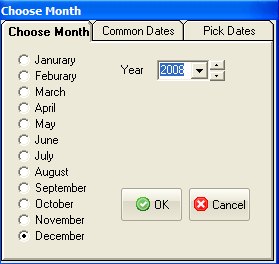 Choose Month
Choose Month Common Dates Pick Dates
Janurary
Feburary
March
April
May
June
July
August
September
October
November
December
Year 2008
OK Cancel